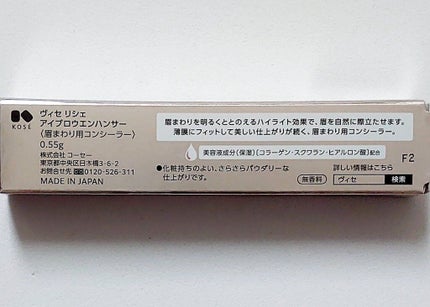 KOSÉ
ヴィセ リシェ
アイブロウエンハンサー
〈眉まわり用コンシーラー〉
0.55g
株式会社 コーセー
東京都中央区日本橋3-6-2
お問合せ先 0120-526-311
MADE IN JAPAN
眉まわりを明るくととのえるハイライト効果で、眉を自然に際立たせます。
薄膜にフィットして美しい仕上がりが続く、眉まわり用コンシーラー。
美容液成分(保湿)〈コラーゲン・スクワラン・ヒアルロン酸〉配合
●化粧持ちのよい、さらさらパウダリーな
仕上がりです。
無香料
F2
詳しい情報はこちら
ヴィセ 検索